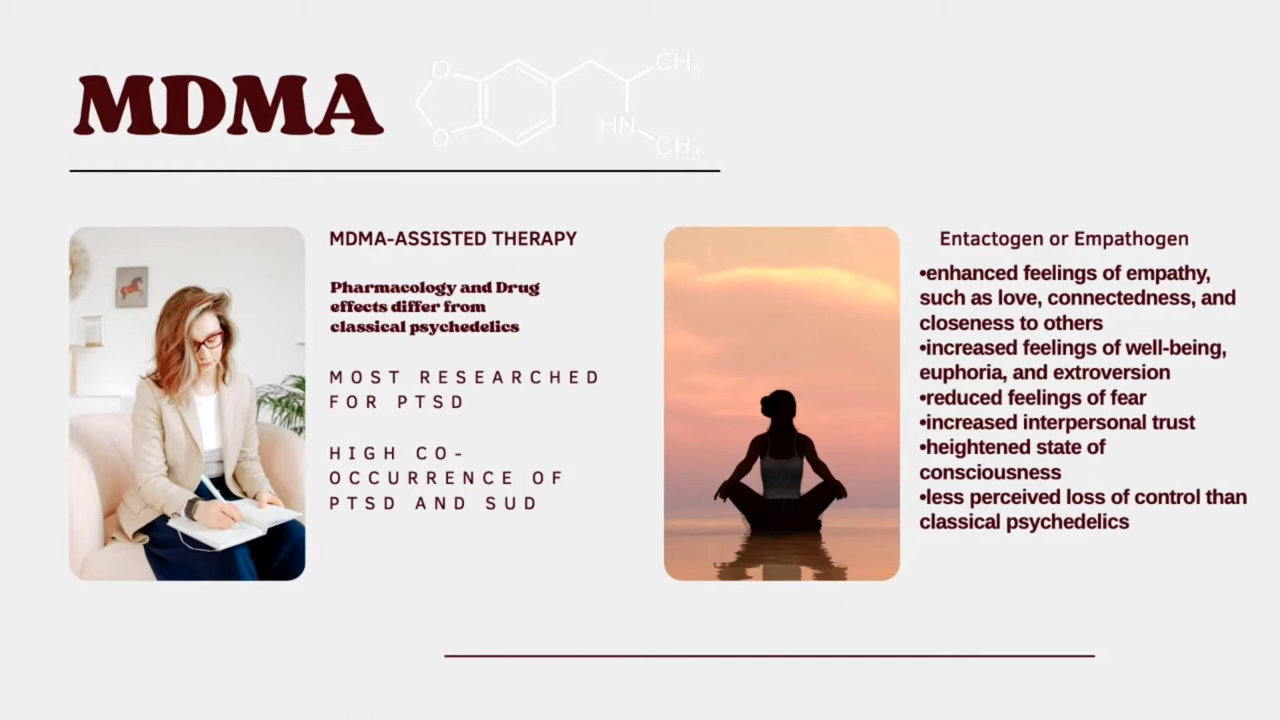 MDMA
O
O
CH3
HN
CH3
MDMA-ASSISTED THERAPY
Pharmacology and Drug
effects differ from
classical psychedelics
MOST RESEARCHED
FOR PTSD
HIGH CO-
OCCURRENCE OF
PTSD AND SUD
Entactogen or Empathogen
•enhanced feelings of empathy,
such as love, connectedness, and
closeness to others
•increased feelings of well-being,
euphoria, and extroversion
•reduced feelings of fear
•increased interpersonal trust
•heightened state of
consciousness
•less perceived loss of control than
classical psychedelics